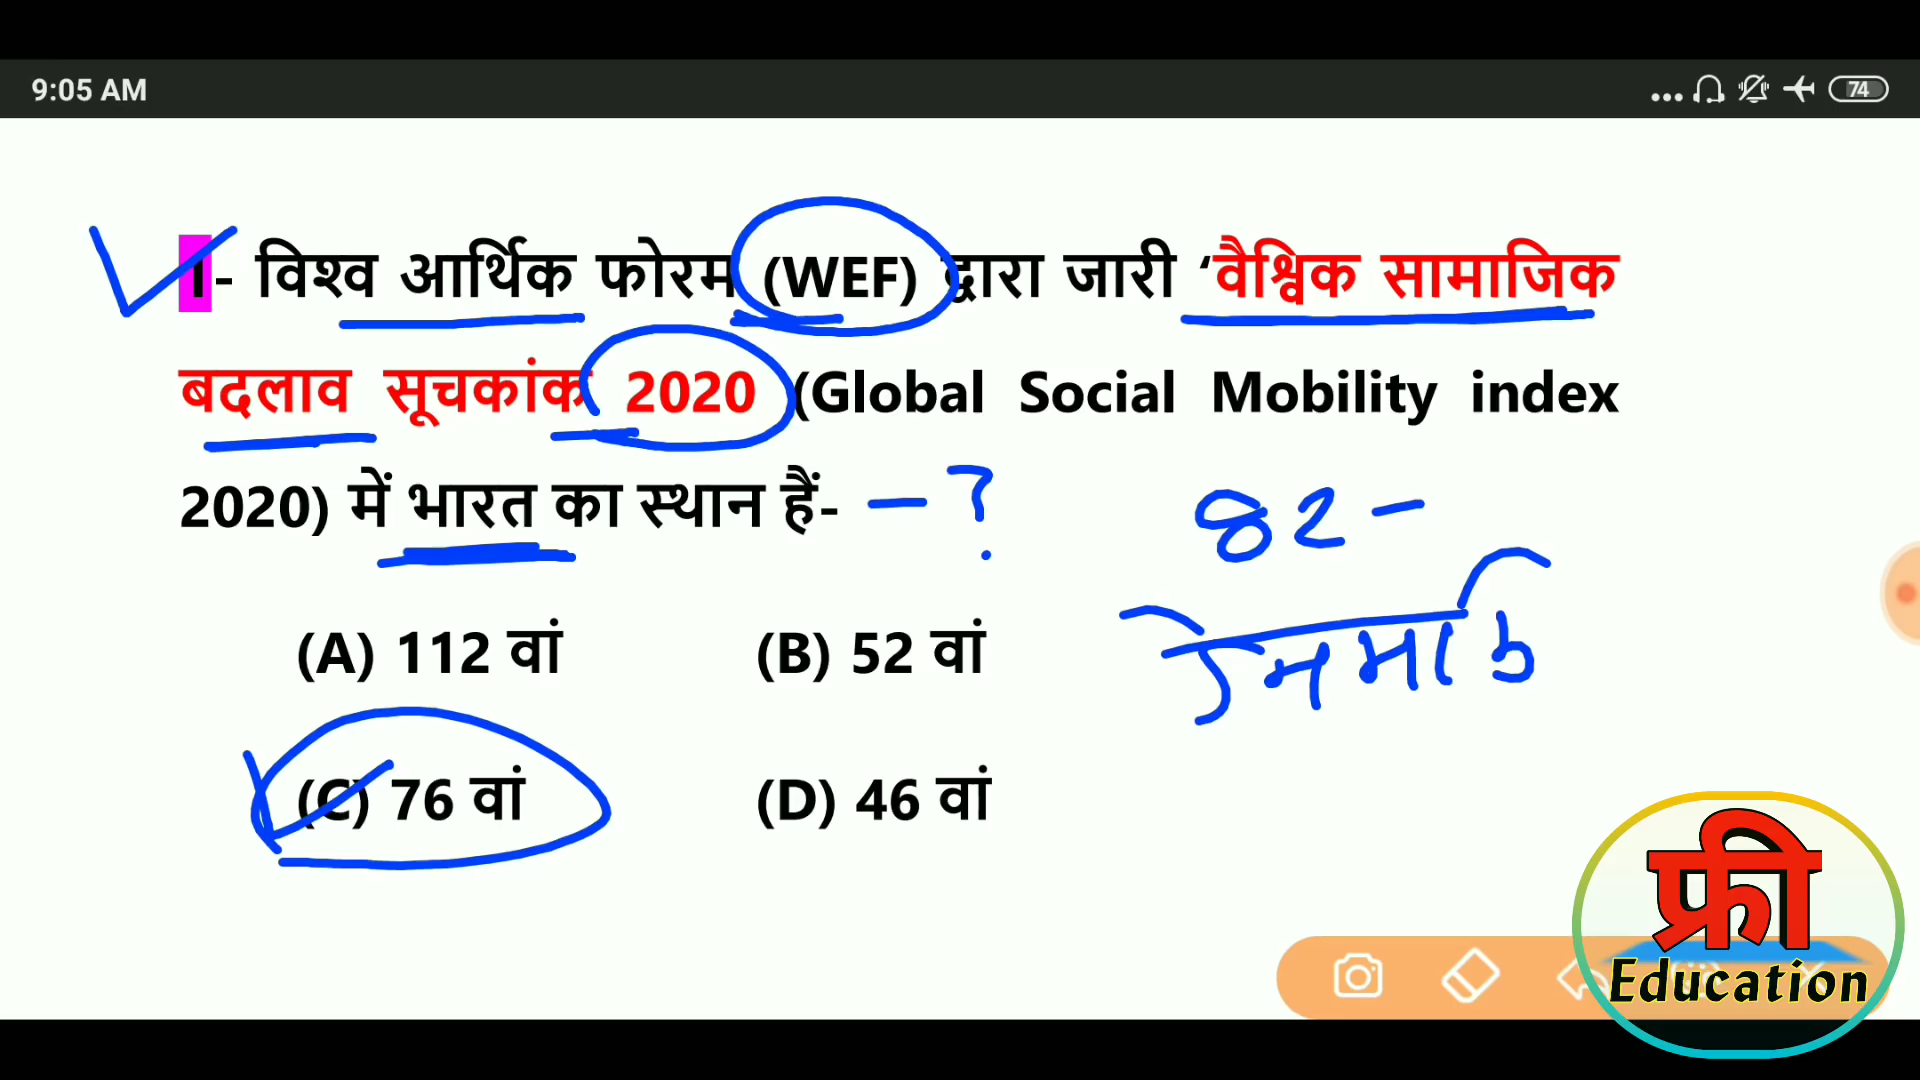 9:05 AM
74
1- विश्व आर्थिक फोरम (WEF) द्वारा जारी ‘वैश्विक सामाजिक
बदलाव सूचकांक 2020 (Global Social Mobility index
2020) में भारत का स्थान हैं- – ?
82 –
(A) 112 वां (B) 52 वां
(C) 76 वां (D) 46 वां
फ्री
Education